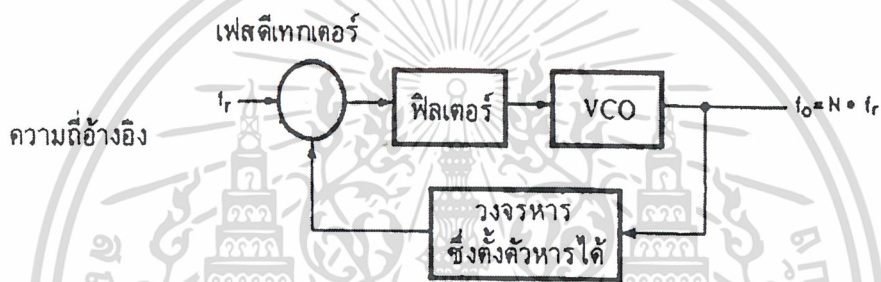 เฟสดีเทกเตอร์
fr
ฟิลเตอร์
VCO
fo = N • fr
ความถี่อ้างอิง
วงจรหาร
ซึ่งตั้งตัวหารได้